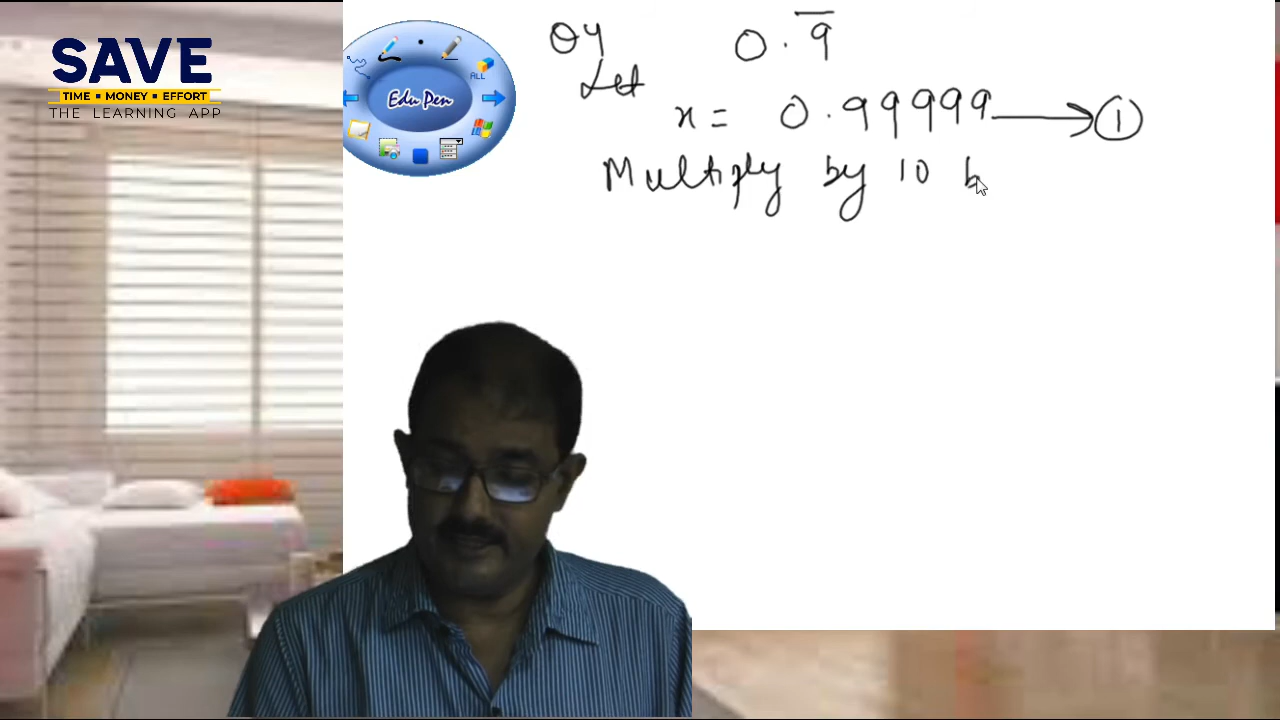 SAVE
TIME ▪ MONEY ▪ EFFORT
THE LEARNING APP
ALL
Edu Pen
Q4 0.9̅
Let
x = 0.99999 → ①
Multiply by 10 b